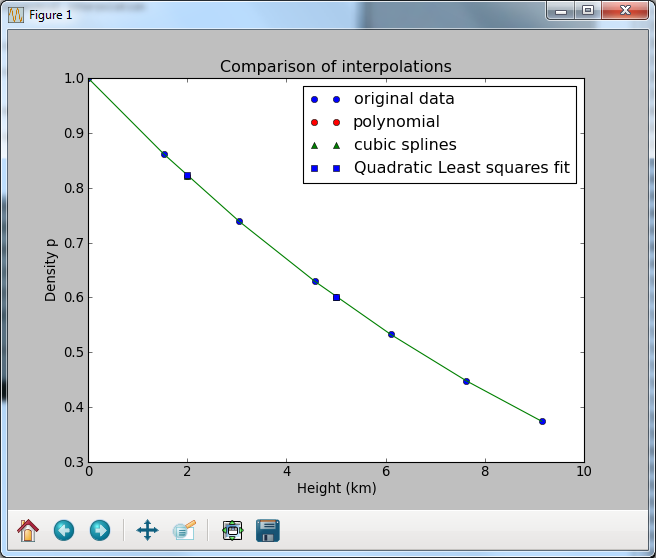 Figure 1
Comparison of interpolations
original data
polynomial
cubic splines
Quadratic Least squares fit
Density p
1.0
0.9
0.8
0.7
0.6
0.5
0.4
0.3
0
2
4
6
8
10
Height (km)